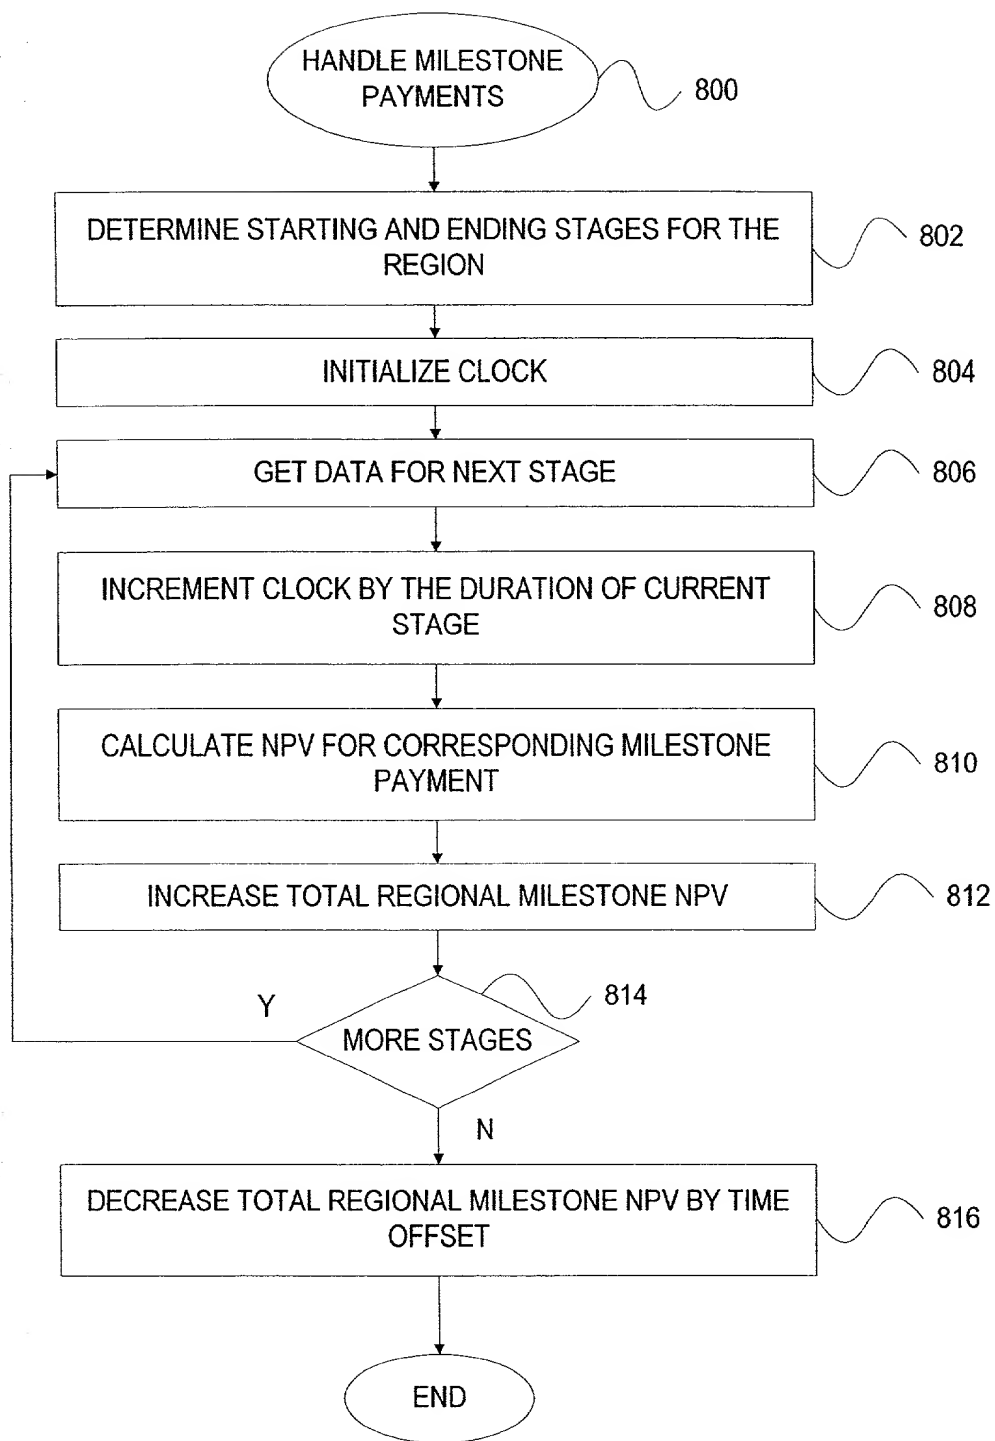 HANDLE MILESTONE
PAYMENTS
800
DETERMINE STARTING AND ENDING STAGES FOR THE
REGION
802
INITIALIZE CLOCK
804
GET DATA FOR NEXT STAGE
806
INCREMENT CLOCK BY THE DURATION OF CURRENT
STAGE
808
CALCULATE NPV FOR CORRESPONDING MILESTONE
PAYMENT
810
INCREASE TOTAL REGIONAL MILESTONE NPV
812
814
Y
MORE STAGES
N
DECREASE TOTAL REGIONAL MILESTONE NPV BY TIME
OFFSET
816
END